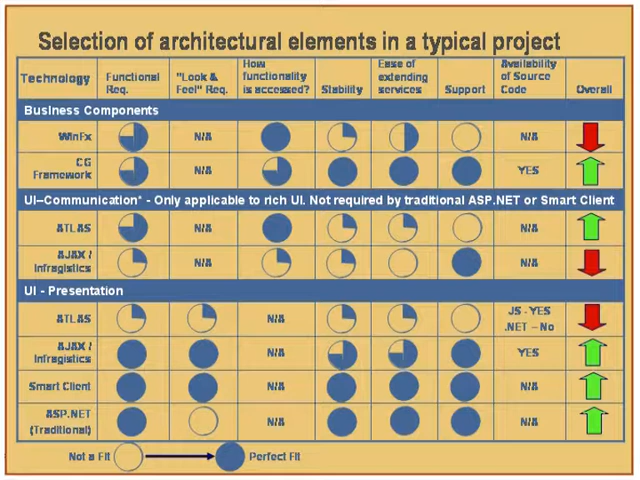 Selection of architectural elements in a typical project
Technology
Functional
Req.
"Look &
Feel" Req.
How
functionality
is accessed?
Stability
Ease of
extending
services
Support
Availability
of Source
Code
Overall
Business Components
WinFx N/A N/A
CG
Framework
N/A YES
UI–Communication* - Only applicable to rich UI. Not required by traditional ASP.NET or Smart Client
ATLAS N/A N/A
AJAX /
Infragistics
N/A N/A
UI - Presentation
ATLAS N/A
JS - YES
.NET – No
AJAX /
Infragistics
N/A YES
Smart Client N/A N/A
ASP.NET
(Traditional)
N/A N/A
Not a Fit Perfect Fit